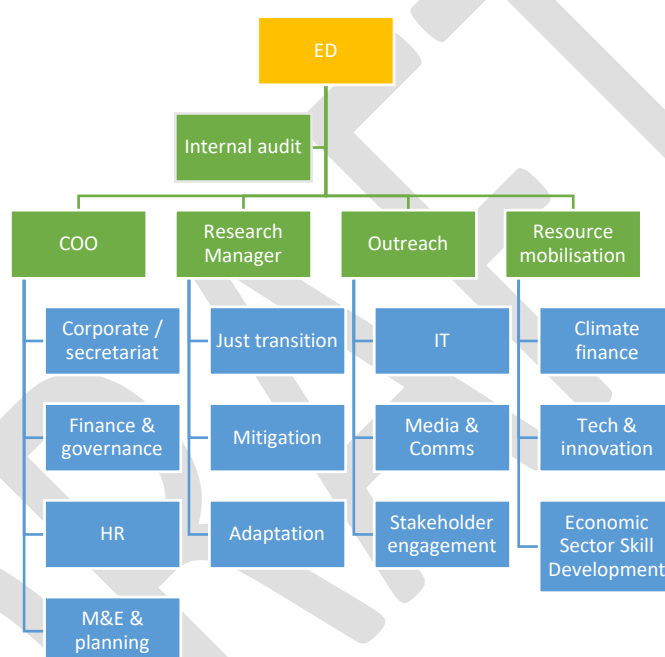 ED
Internal audit
COO
Research
Manager
Outreach
Resource
mobilisation
Corporate /
secretariat
Just transition
IT
Climate
finance
Finance &
governance
Mitigation
Media &
Comms
Tech &
innovation
HR
Adaptation
Stakeholder
engagement
Economic
Sector Skill
Development
M&E &
planning